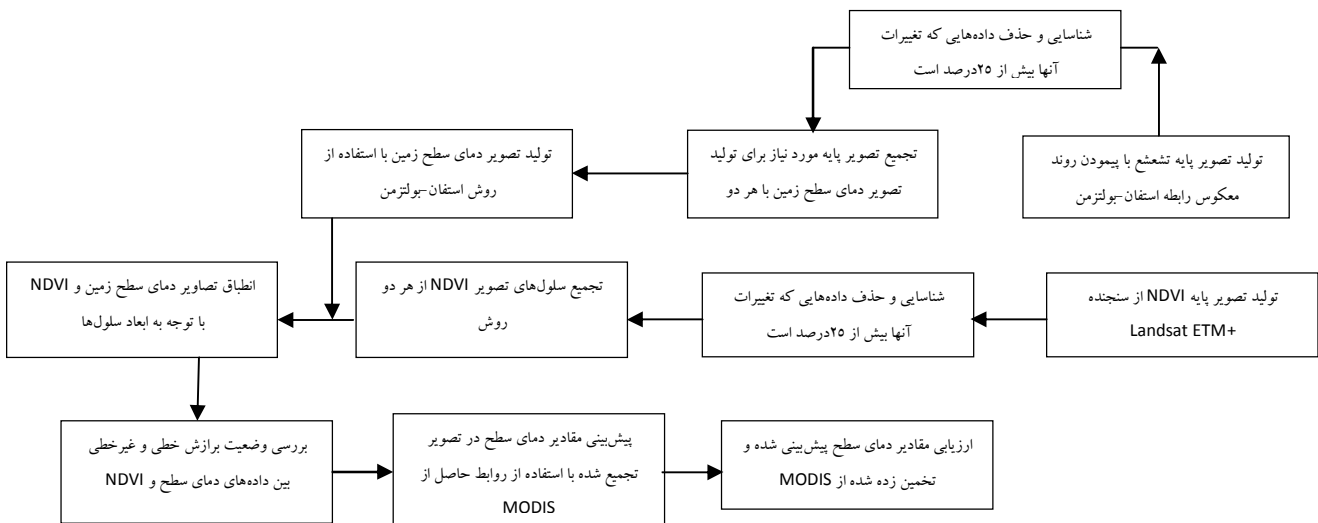 شناسایی و حذف داده‌هایی که تغییرات
آنها بیش از ۲۵درصد است
تولید تصویر پایه تشعشع با پیمودن روند
معکوس رابطه استفان-بولتزمن
تجمیع تصویر پایه مورد نیاز برای تولید
تصویر دمای سطح زمین با هر دو
تولید تصویر دمای سطح زمین با استفاده از
روش استفان-بولتزمن
تولید تصویر پایه NDVI از سنجنده
Landsat ETM+
شناسایی و حذف داده‌هایی که تغییرات
آنها بیش از ۲۵درصد است
تجمیع سلول‌های تصویر NDVI از هر دو
روش
انطباق تصاویر دمای سطح زمین و NDVI
با توجه به ابعاد سلول‌ها
بررسی وضعیت برازش خطی و غیرخطی
بین داده‌های دمای سطح و NDVI
پیش‌بینی مقادیر دمای سطح در تصویر
تجمیع شده با استفاده از روابط حاصل از
MODIS
ارزیابی مقادیر دمای سطح پیش‌بینی شده و
تخمین زده شده از MODIS